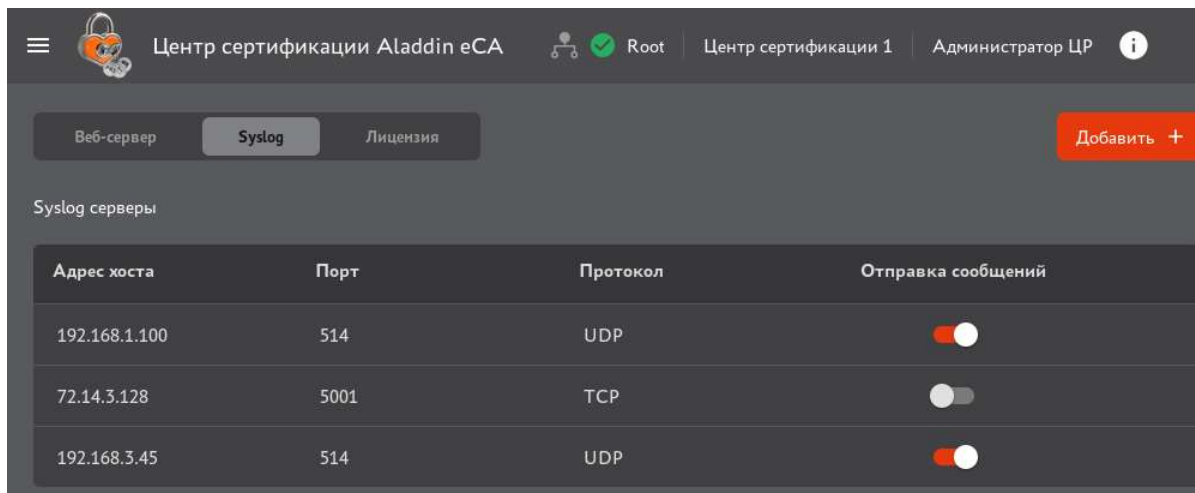 Центр сертификации Aladdin eCA Root Центр сертификации 1 Администратор ЦР i
Веб-сервер Syslog Лицензия Добавить +
Syslog серверы
Адрес хоста Порт Протокол Отправка сообщений
192.168.1.100 514 UDP
72.14.3.128 5001 TCP
192.168.3.45 514 UDP